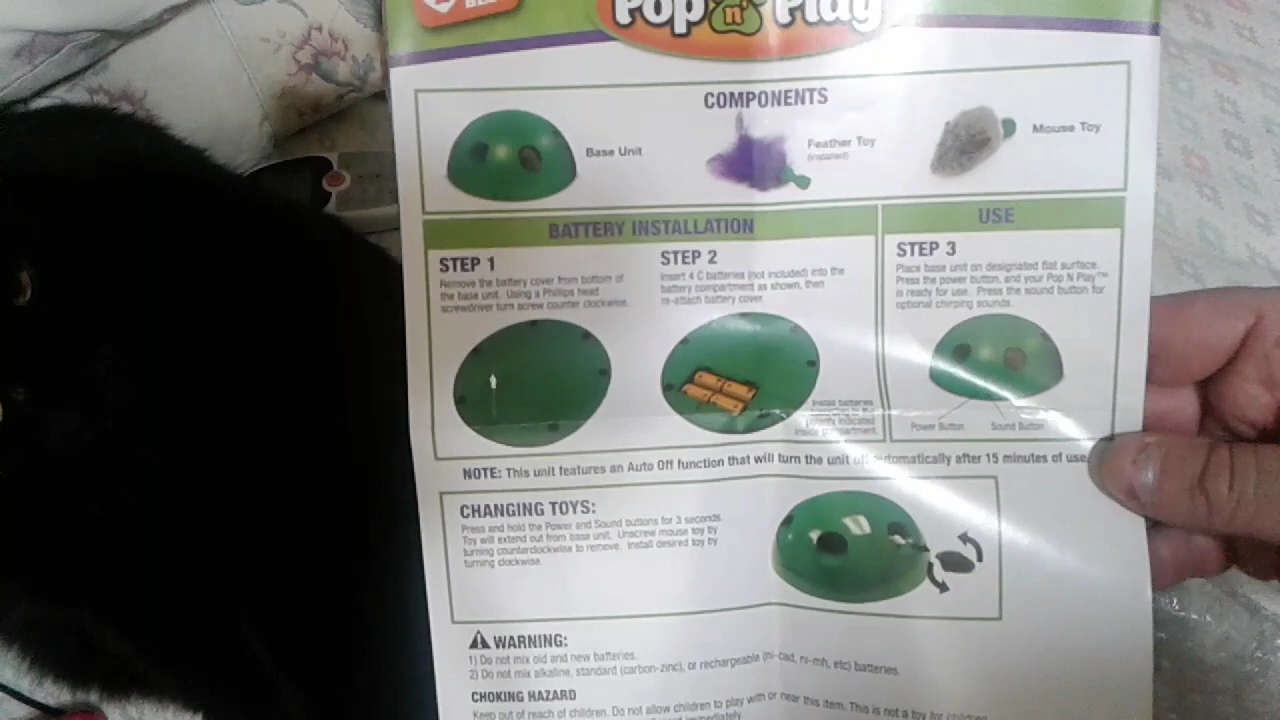 Pop n' Play
COMPONENTS
Base Unit
Feather Toy
(installed)
Mouse Toy
BATTERY INSTALLATION
STEP 1
Remove the battery cover from bottom of
the base unit. Using a Phillips head
screwdriver turn screw counter clockwise.
STEP 2
Insert 4 C batteries (not included) into the
battery compartment as shown, then
re-attach battery cover.
Install batteries
polarity indicated
inside compartment.
USE
STEP 3
Place base unit on designated flat surface.
Press the power button, and your Pop N Play™
is ready for use. Press the sound button for
optional chirping sounds.
Power Button
Sound Button
NOTE: This unit features an Auto Off function that will turn the unit off automatically after 15 minutes of use.
CHANGING TOYS:
Press and hold the Power and Sound buttons for 3 seconds.
Toy will extend out from base unit. Unscrew mouse toy by
turning counterclockwise to remove. Install desired toy by
turning clockwise.
WARNING:
1) Do not mix old and new batteries.
2) Do not mix alkaline, standard (carbon-zinc), or rechargeable (ni-cad, ni-mh, etc) batteries.
CHOKING HAZARD
Keep out of reach of children. Do not allow children to play with or near this item. This is not a toy for children.
immediately